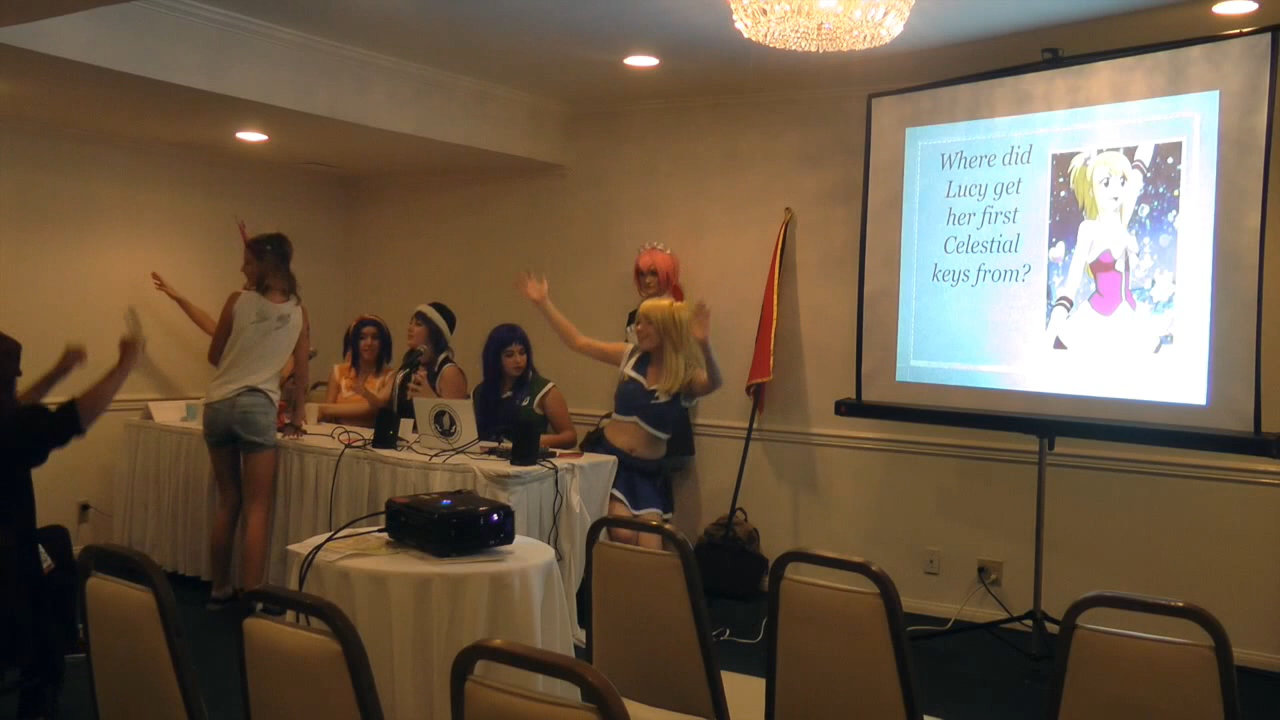 Where did
Lucy get
her first
Celestial
keys from?